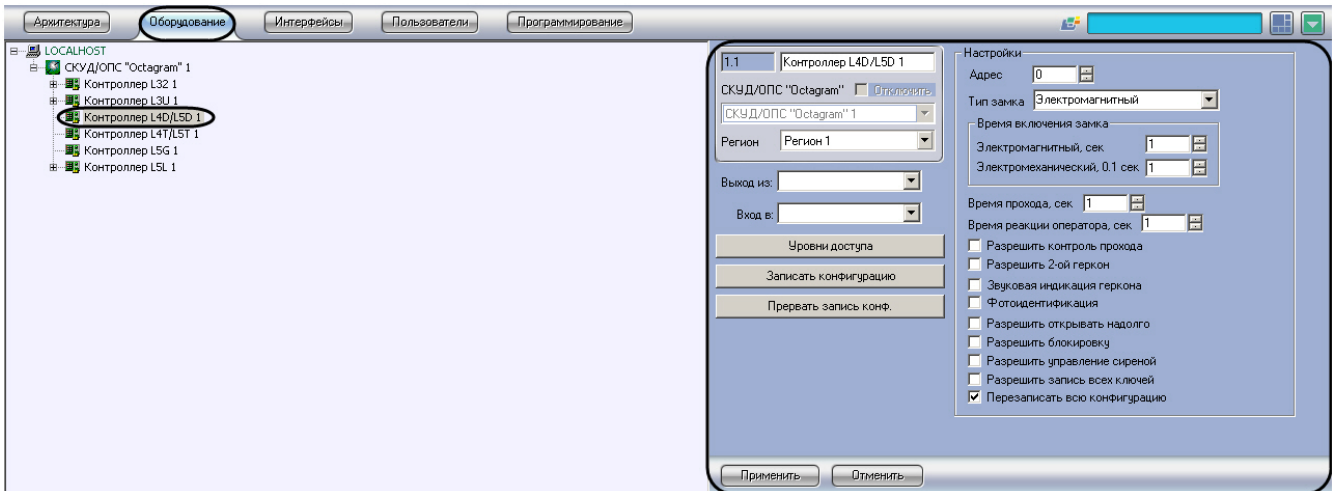 Архитектура Оборудование Интерфейсы Пользователи Программирование
LOCALHOST
СКУД/ОПС "Octagram" 1
Контроллер L32 1
Контроллер L3U 1
Контроллер L4D/L5D 1
Контроллер L4T/L5T 1
Контроллер L5G 1
Контроллер L5L 1
1.1 Контроллер L4D/L5D 1
СКУД/ОПС "Octagram" Отключить
СКУД/ОПС "Octagram" 1
Регион Регион 1
Выход из:
Вход в:
Уровни доступа
Записать конфигурацию
Прервать запись конф.
Настройки
Адрес 0
Тип замка Электромагнитный
Время включения замка
Электромагнитный, сек 1
Электромеханический, 0.1 сек 1
Время прохода, сек 1
Время реакции оператора, сек 1
Разрешить контроль прохода
Разрешить 2-ой геркон
Звуковая индикация геркона
Фотоидентификация
Разрешить открывать надолго
Разрешить блокировку
Разрешить управление сиреной
Разрешить запись всех ключей
Перезаписать всю конфигурацию
Применить Отменить